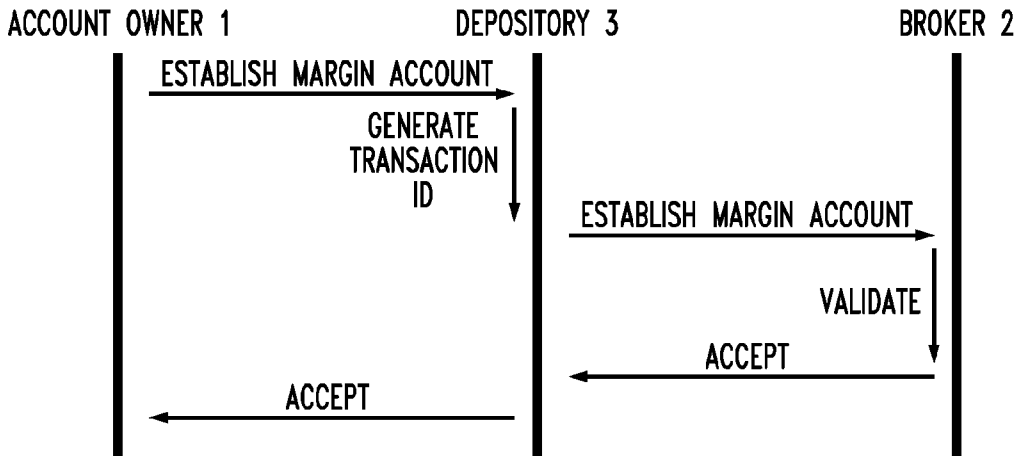 ACCOUNT OWNER 1
DEPOSITORY 3
BROKER 2
ESTABLISH MARGIN ACCOUNT
GENERATE
TRANSACTION
ID
ESTABLISH MARGIN ACCOUNT
VALIDATE
ACCEPT
ACCEPT